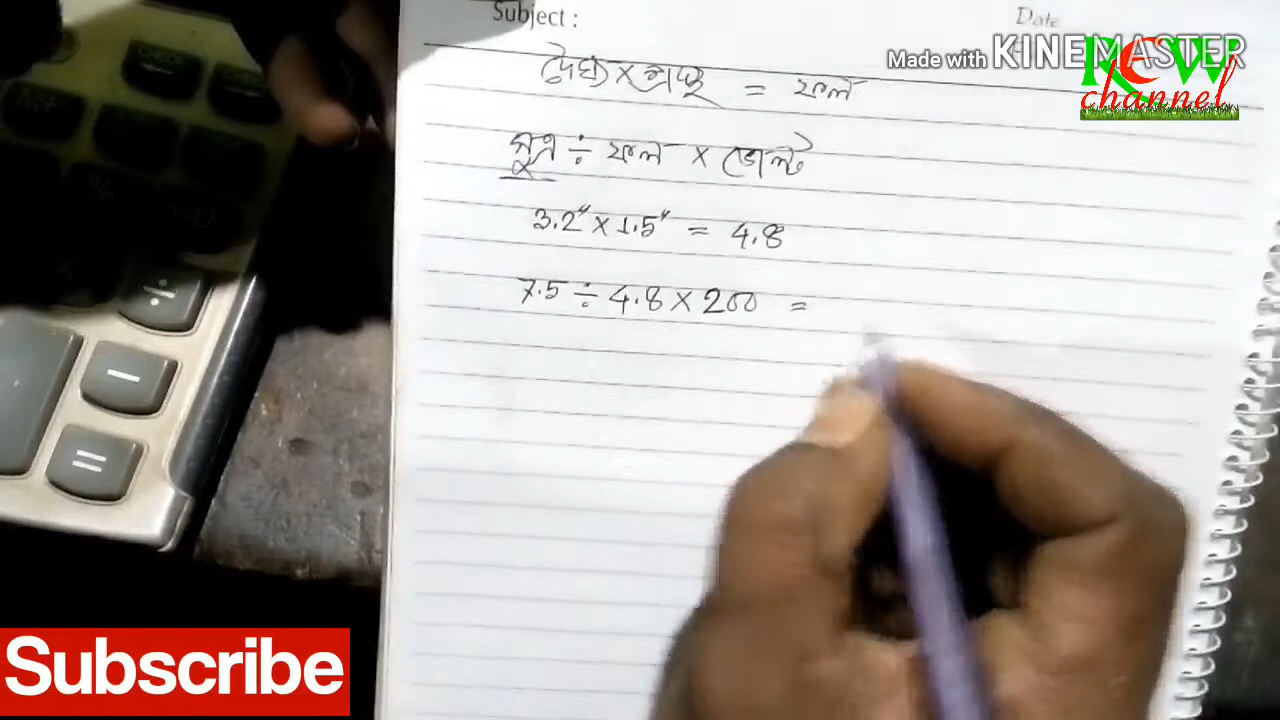 Subject :
Date
Made with KINEMASTER
RCW
channel
দৈর্ঘ্য × প্রস্থ = ফল
সুত্র ÷ ফল × ভোল্ট
3.2" × 1.5" = 4.8
7.5 ÷ 4.8 × 200 =
÷
−
=
Subscribe